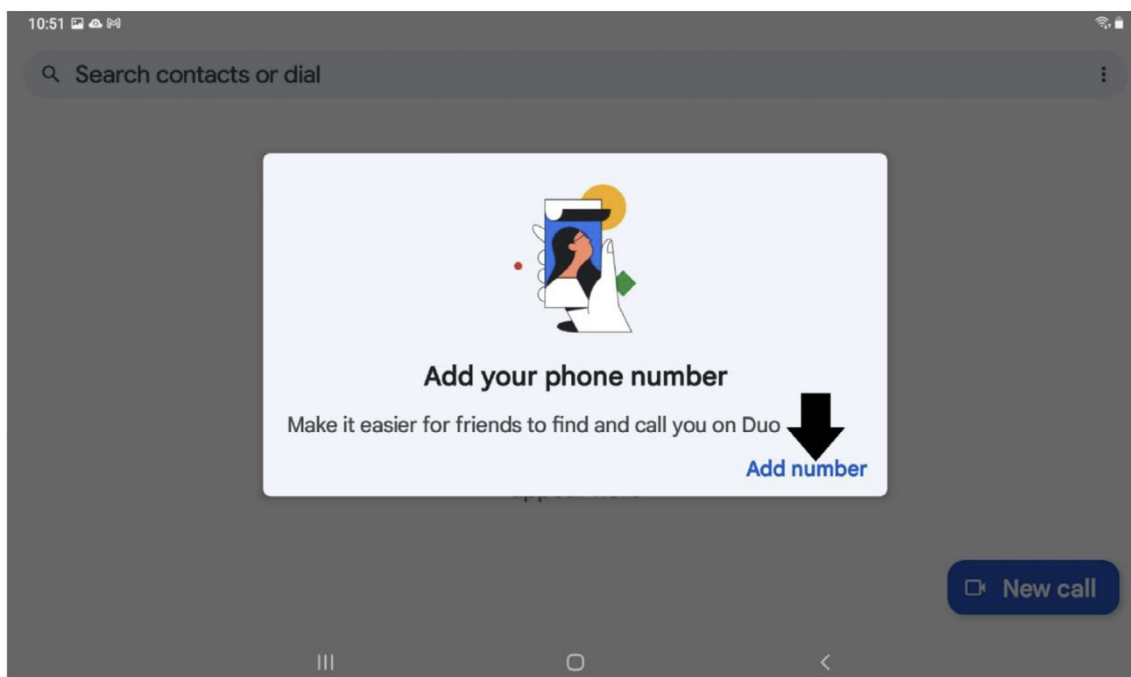 10:51
Search contacts or dial
Add your phone number
Make it easier for friends to find and call you on Duo
Add number
New call